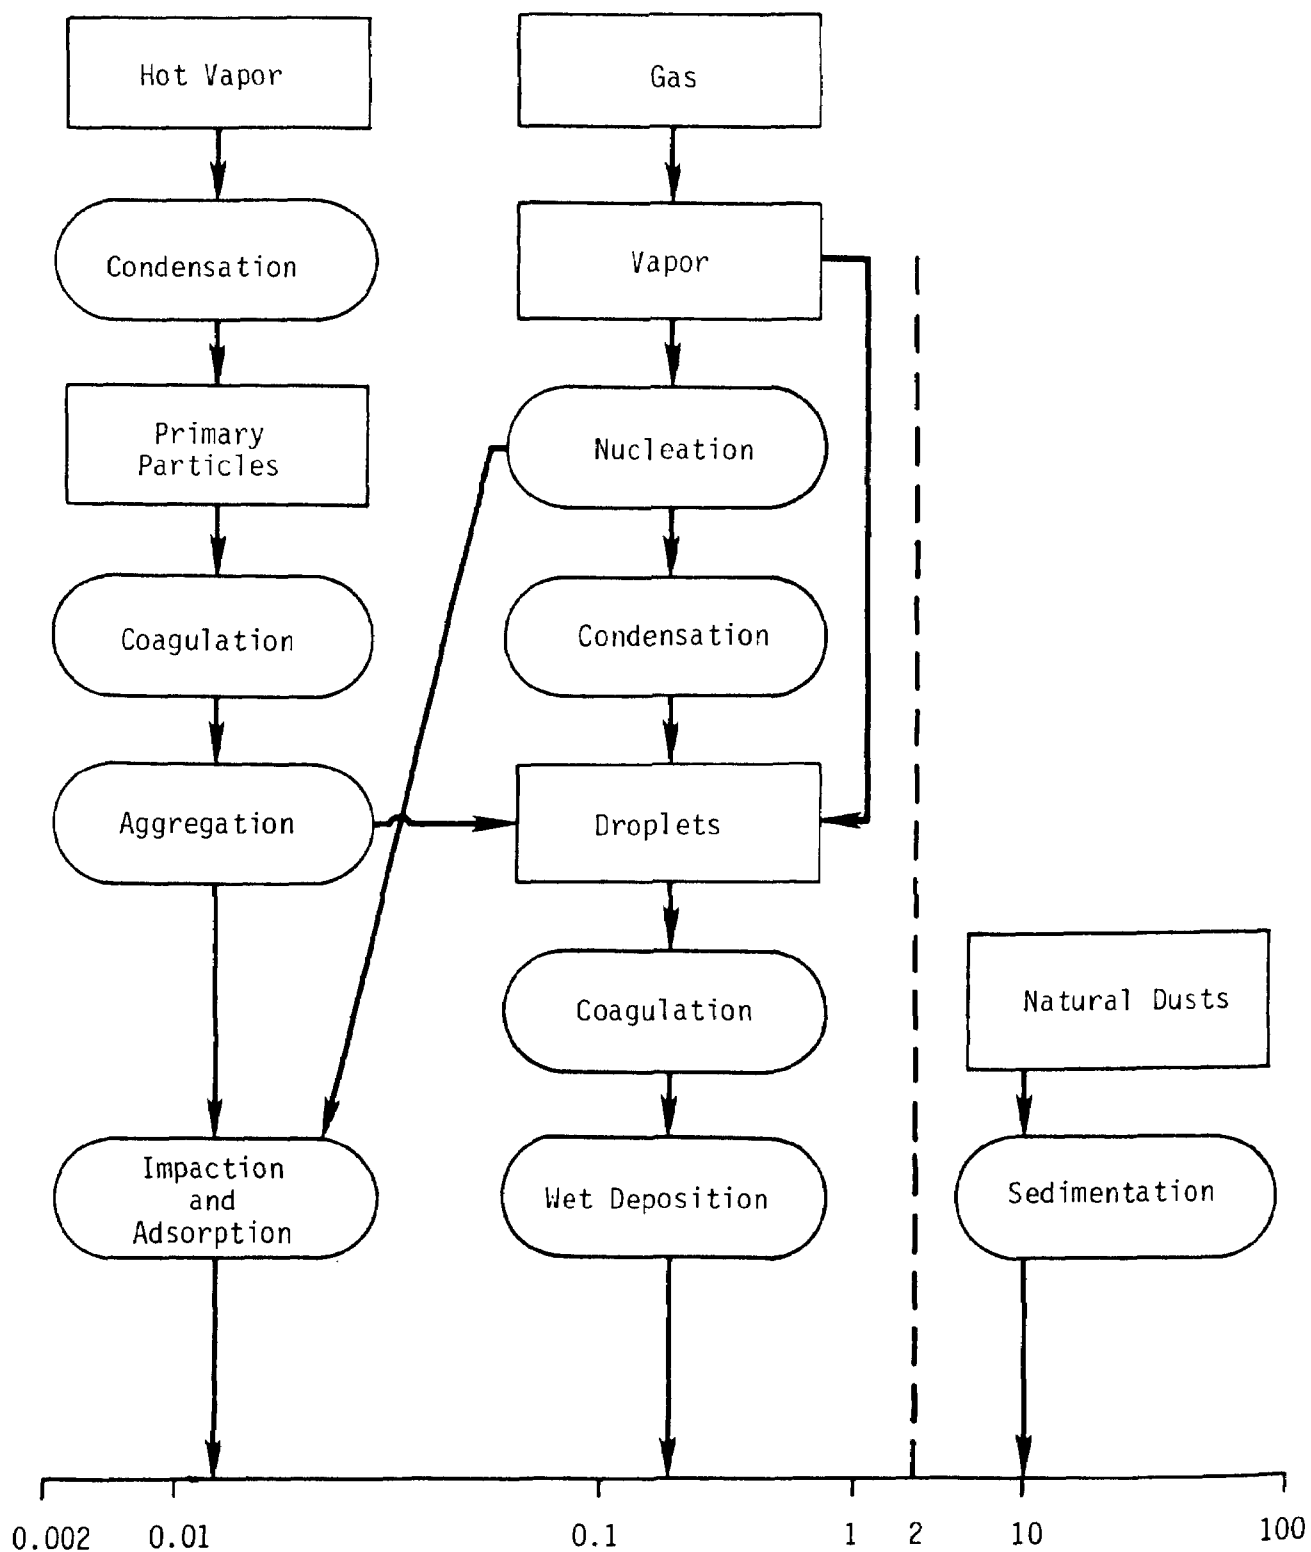 Hot Vapor
Gas
Condensation
Vapor
Primary
Particles
Nucleation
Coagulation
Condensation
Aggregation
Droplets
Coagulation
Natural Dusts
Impaction
and
Adsorption
Wet Deposition
Sedimentation
0.002 0.01 0.1 1 2 10 100